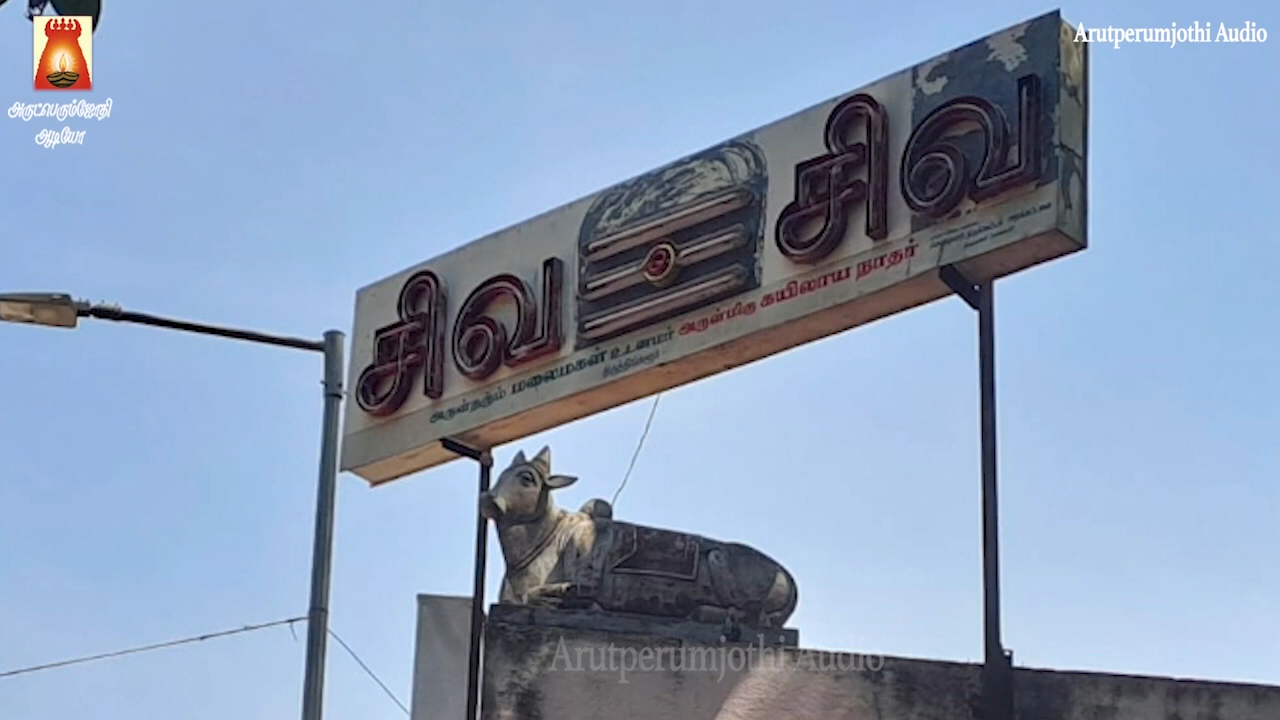 Arutperumjothi Audio
அருட்பெரும்ஜோதி
ஆடியோ
சிவ சிவ
அருள்தரும் மலைமகள் உடனமர் அருள்மிகு கயிலாய நாதர்
Arutperumjothi Audio